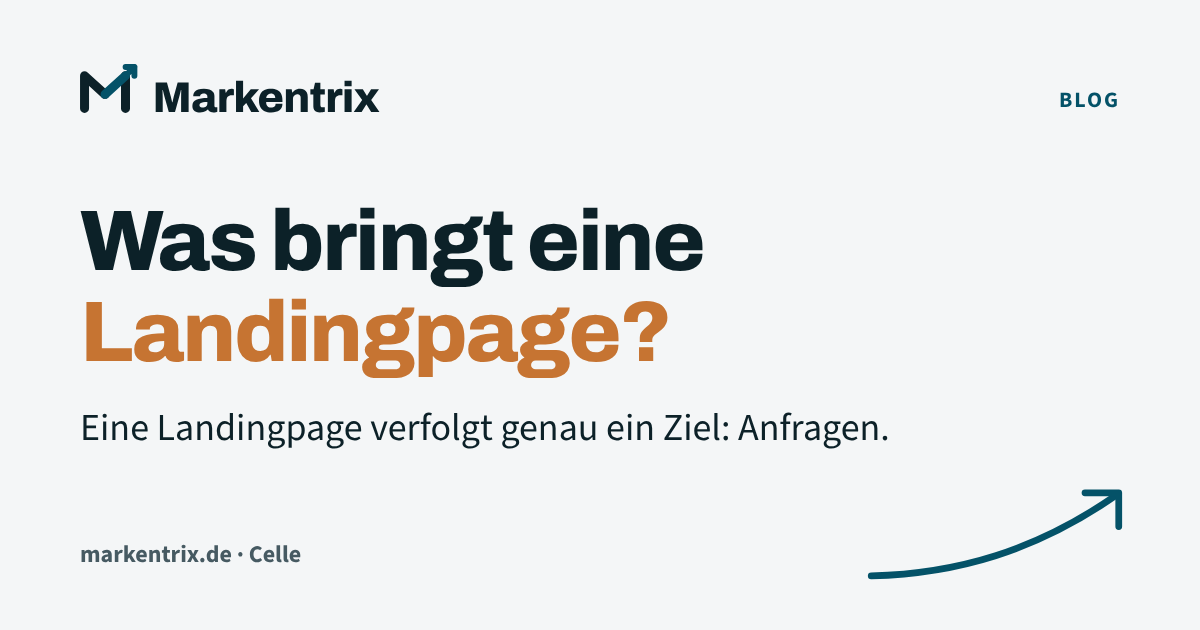 Markentrix
BLOG
Was bringt eine
Landingpage?
Eine Landingpage verfolgt genau ein Ziel: Anfragen.
markentrix.de · Celle